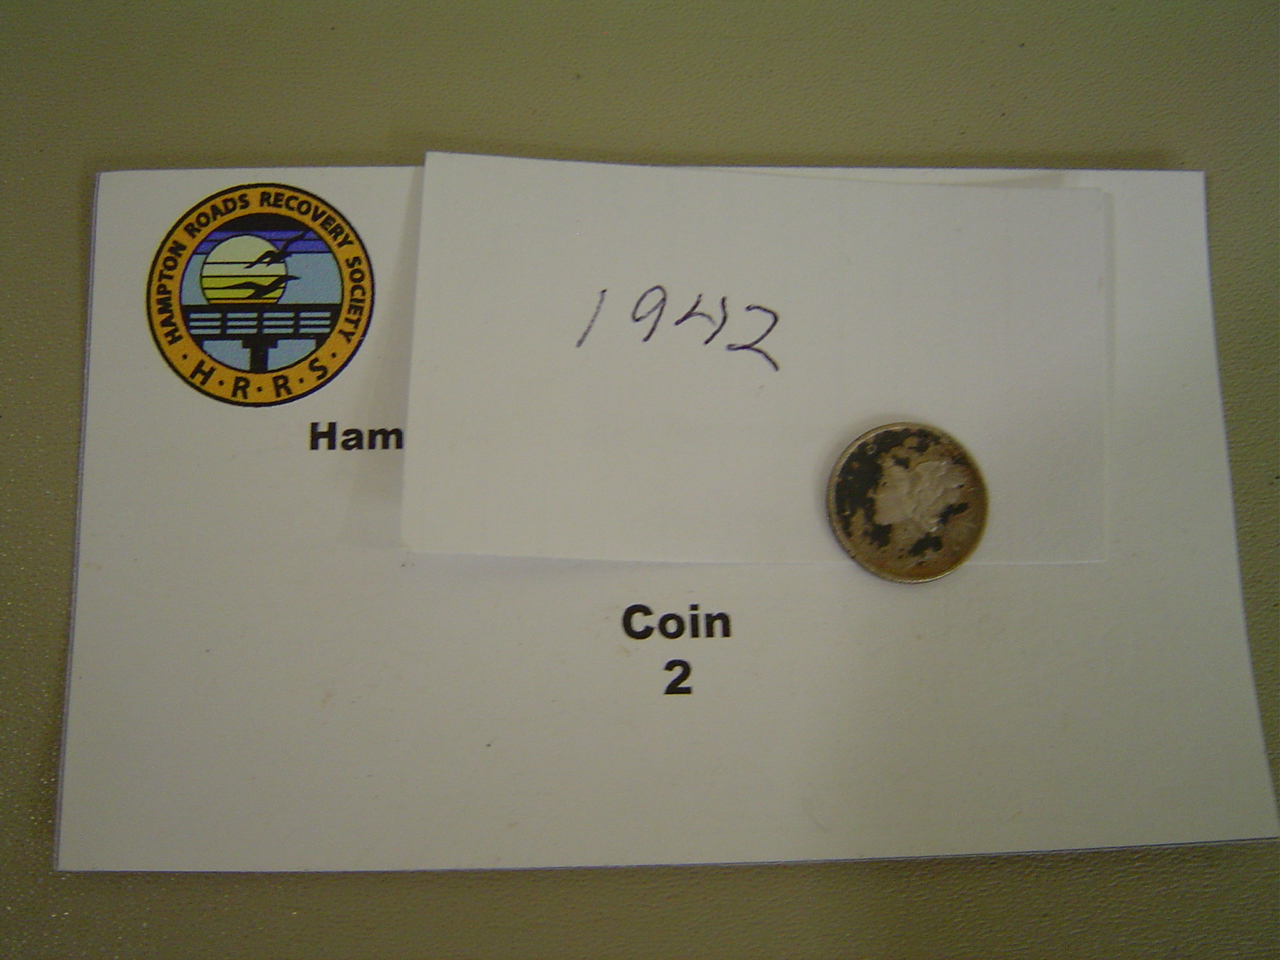 HAMPTON ROADS RECOVERY SOCIETY
· H · R · R · S ·
1942
Ham
Coin
2